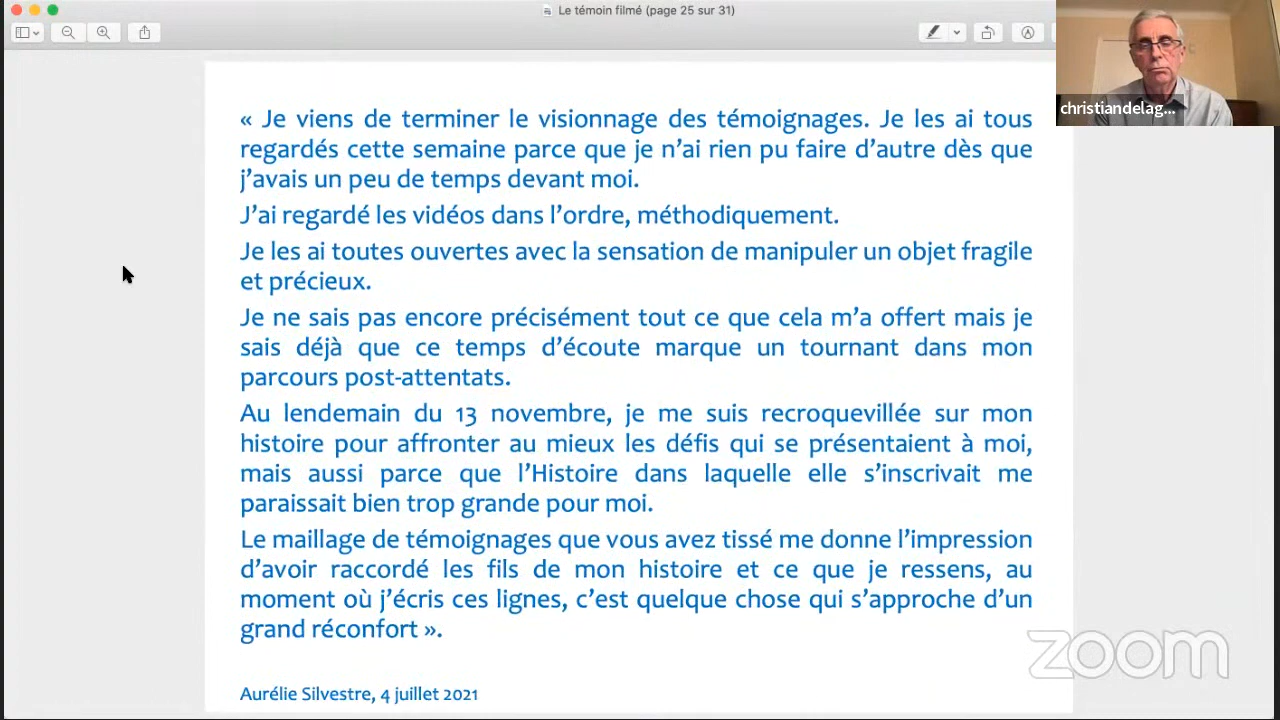 Le témoin filmé (page 25 sur 31)
christiandelag...
« Je viens de terminer le visionnage des témoignages. Je les ai tous
regardés cette semaine parce que je n’ai rien pu faire d’autre dès que
j’avais un peu de temps devant moi.
J’ai regardé les vidéos dans l’ordre, méthodiquement.
Je les ai toutes ouvertes avec la sensation de manipuler un objet fragile
et précieux.
Je ne sais pas encore précisément tout ce que cela m’a offert mais je
sais déjà que ce temps d’écoute marque un tournant dans mon
parcours post-attentats.
Au lendemain du 13 novembre, je me suis recroquevillée sur mon
histoire pour affronter au mieux les défis qui se présentaient à moi,
mais aussi parce que l’Histoire dans laquelle elle s’inscrivait me
paraissait bien trop grande pour moi.
Le maillage de témoignages que vous avez tissé me donne l’impression
d’avoir raccordé les fils de mon histoire et ce que je ressens, au
moment où j’écris ces lignes, c’est quelque chose qui s’approche d’un
grand réconfort ».
zoom
Aurélie Silvestre, 4 juillet 2021